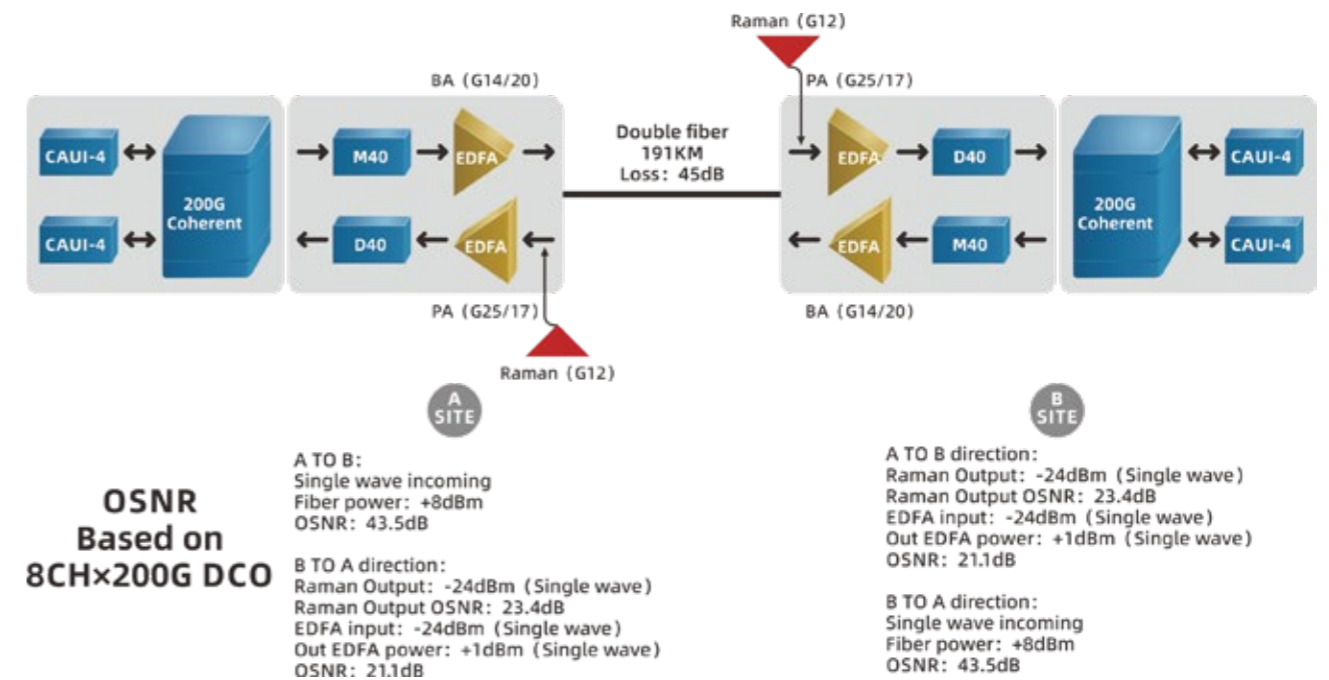 Raman (G12)
BA (G14/20)
PA (G25/17)
CAUI-4
200G
Coherent
M40
EDFA
Double fiber
191KM
Loss: 45dB
EDFA
D40
200G
Coherent
CAUI-4
CAUI-4
D40
EDFA
EDFA
M40
CAUI-4
PA (G25/17)
BA (G14/20)
Raman (G12)
A
SITE
B
SITE
OSNR
Based on
8CH×200G DCO
A TO B:
Single wave incoming
Fiber power: +8dBm
OSNR: 43.5dB
B TO A direction:
Raman Output: -24dBm (Single wave)
Raman Output OSNR: 23.4dB
EDFA input: -24dBm (Single wave)
Out EDFA power: +1dBm (Single wave)
OSNR: 21.1dB
A TO B direction:
Raman Output: -24dBm (Single wave)
Raman Output OSNR: 23.4dB
EDFA input: -24dBm (Single wave)
Out EDFA power: +1dBm (Single wave)
OSNR: 21.1dB
B TO A direction:
Single wave incoming
Fiber power: +8dBm
OSNR: 43.5dB